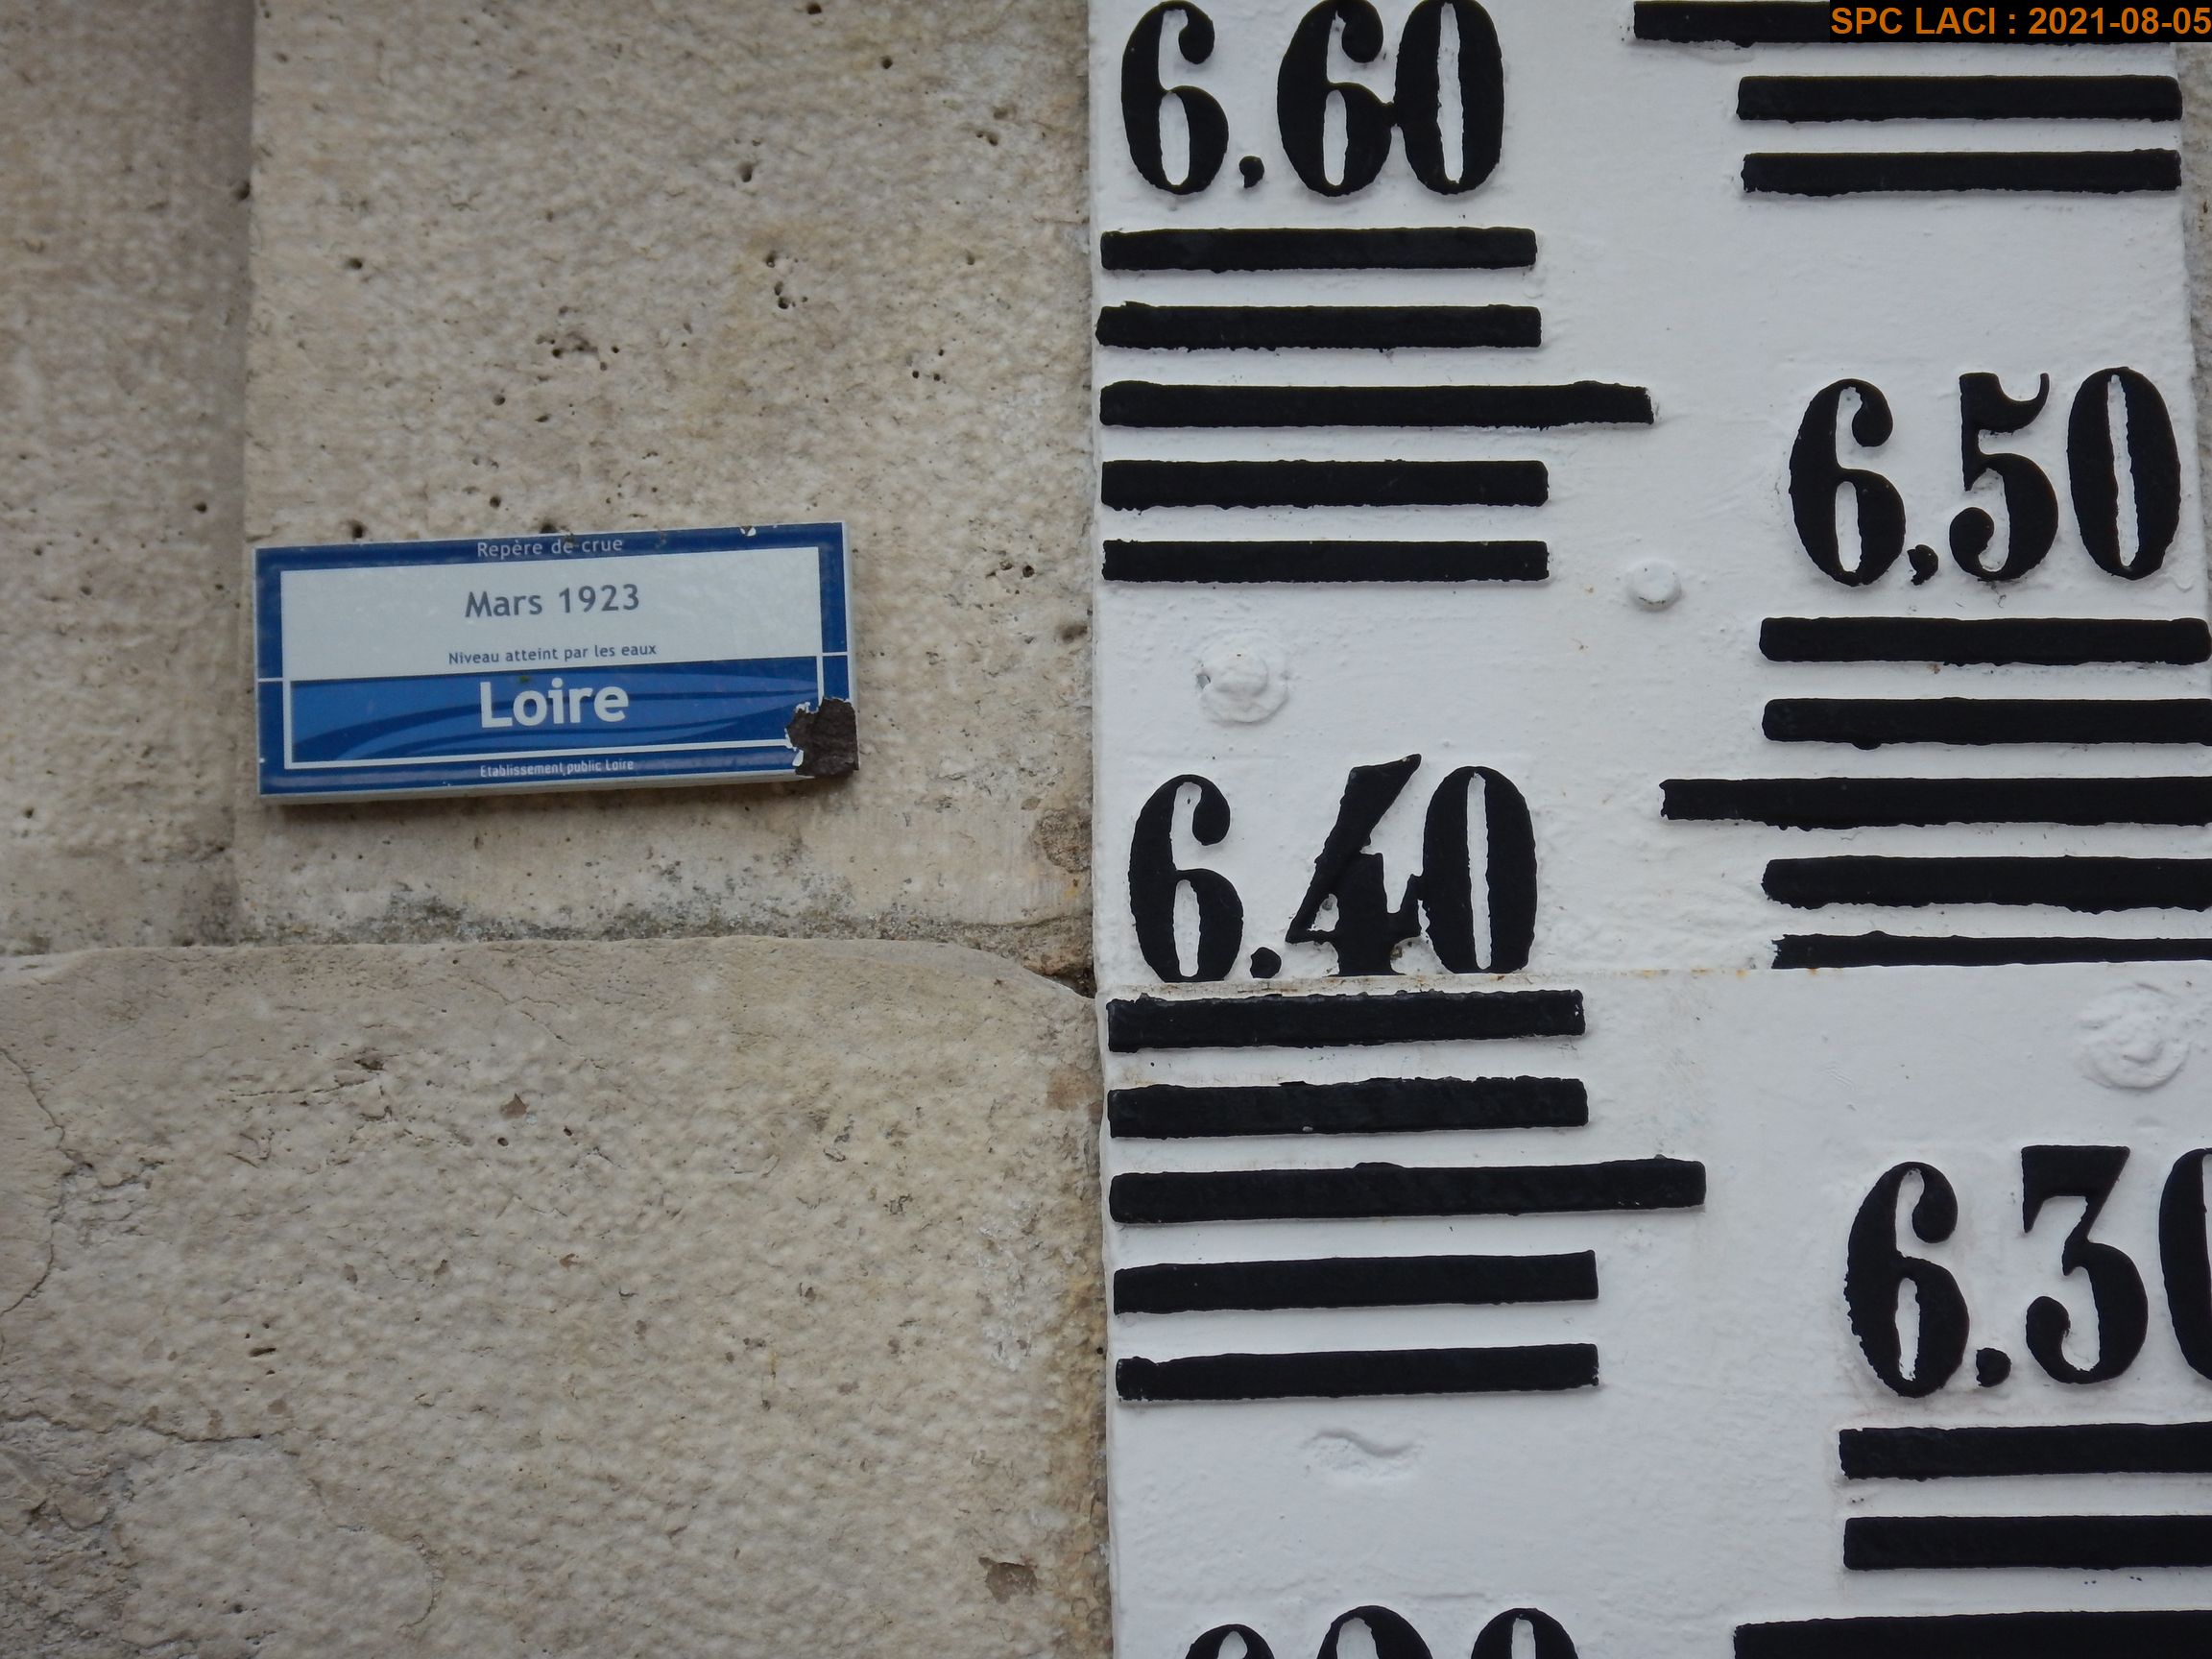 SPC LACI : 2021-08-05
6.60
6.50
Repère de crue
Mars 1923
Niveau atteint par les eaux
Loire
Etablissement public Loire
6.40
6.30